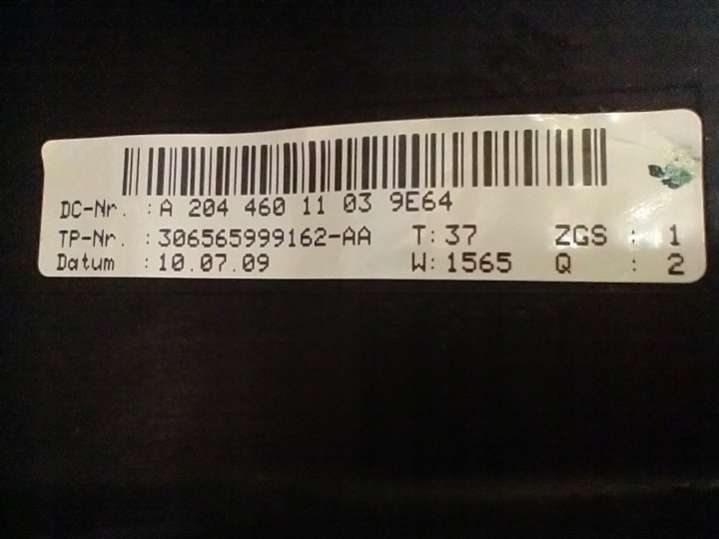 DC-Nr. :A 204 460 11 03 9E64
TP-Nr. :306565999162-AA T:37 ZGS : 1
Datum :10.07.09 W:1565 Q : 2